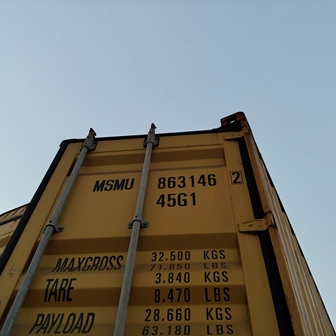 MSMU 863146 2
45G1
MAXGROSS 32.500 KGS
71.650 LBS
TARE 3.840 KGS
8.470 LBS
PAYLOAD 28.660 KGS
63.180 LBS